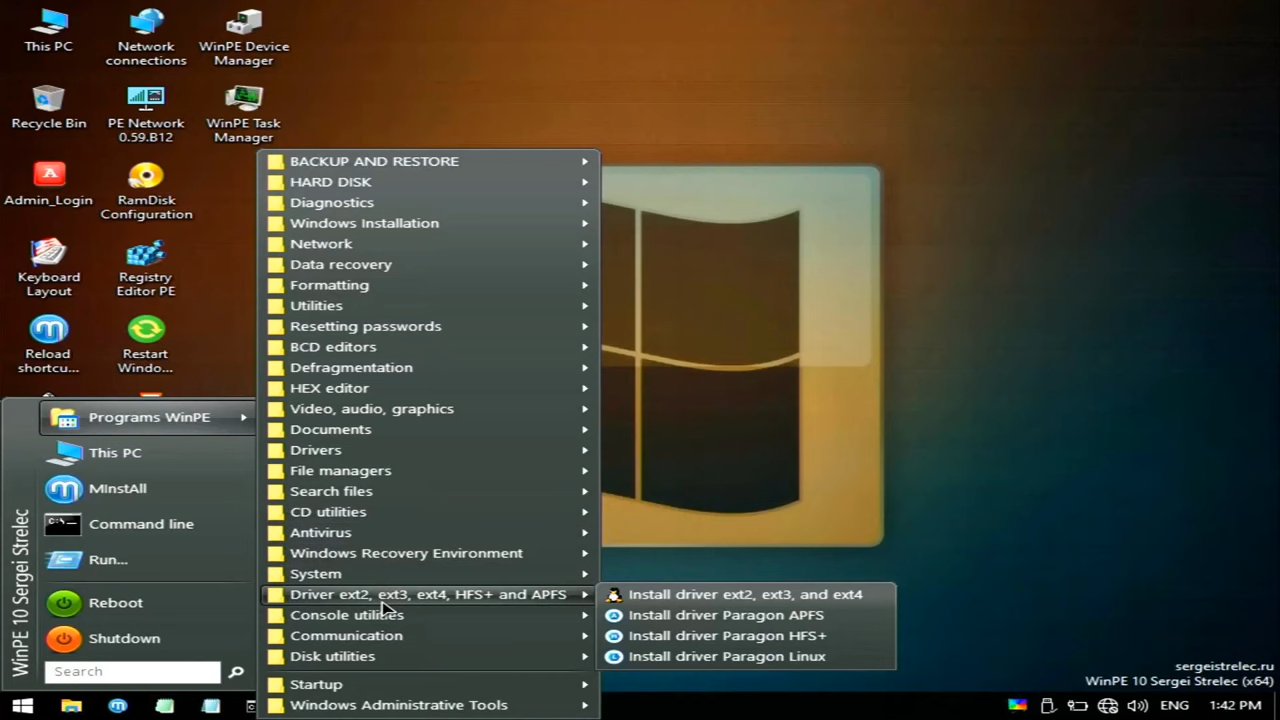 This PC
Network
connections
WinPE Device
Manager
Recycle Bin
PE Network
0.59.B12
WinPE Task
Manager
Admin_Login
RamDisk
Configuration
Keyboard
Layout
Registry
Editor PE
Reload
shortcu...
Restart
Windo...
Programs WinPE
This PC
MInstAll
Command line
C:\_
Run...
Reboot
Shutdown
Search
WinPE 10 Sergei Strelec
BACKUP AND RESTORE
HARD DISK
Diagnostics
Windows Installation
Network
Data recovery
Formatting
Utilities
Resetting passwords
BCD editors
Defragmentation
HEX editor
Video, audio, graphics
Documents
Drivers
File managers
Search files
CD utilities
Antivirus
Windows Recovery Environment
System
Driver ext2, ext3, ext4, HFS+ and APFS
Console utilities
Communication
Disk utilities
Startup
Windows Administrative Tools
Install driver ext2, ext3, and ext4
Install driver Paragon APFS
Install driver Paragon HFS+
Install driver Paragon Linux
sergeistrelec.ru
WinPE 10 Sergei Strelec (x64)
ENG
1:42 PM